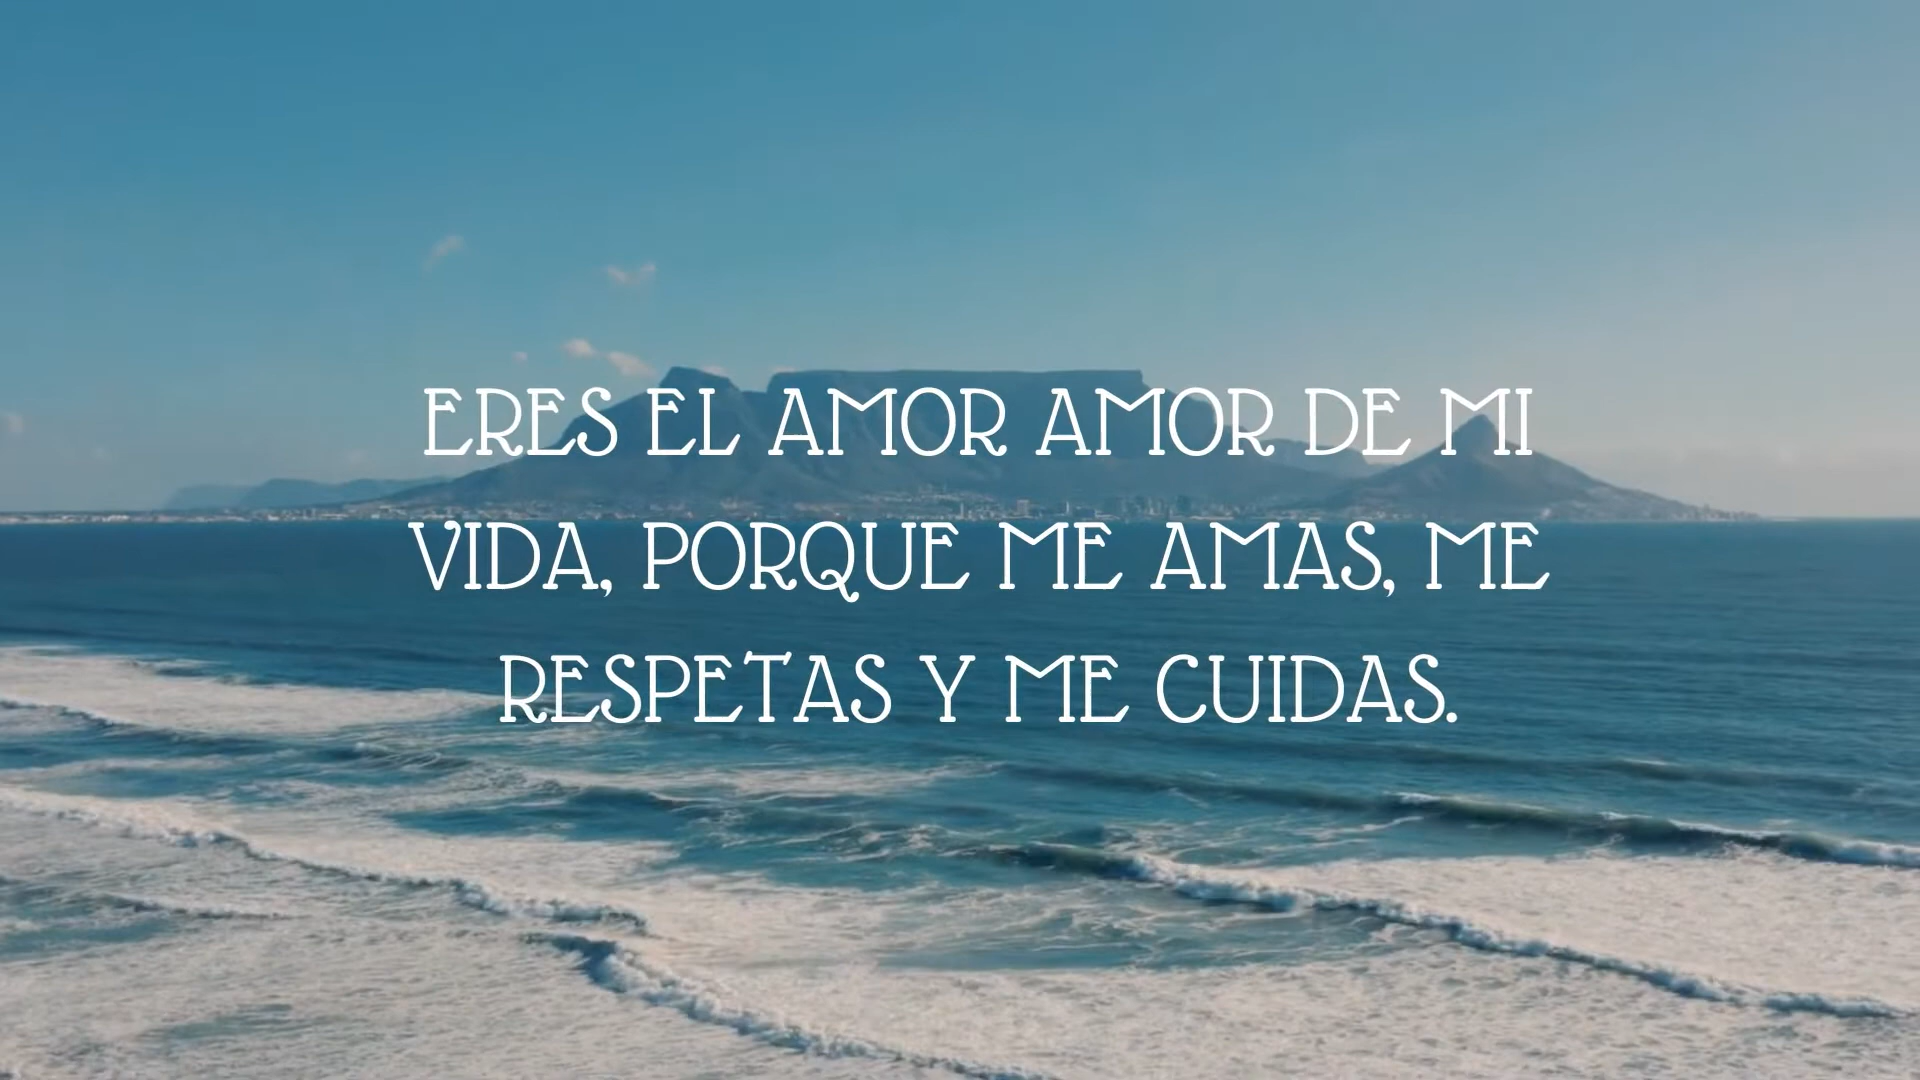 ERES EL AMOR AMOR DE MI
VIDA, PORQUE ME AMAS, ME
RESPETAS Y ME CUIDAS.